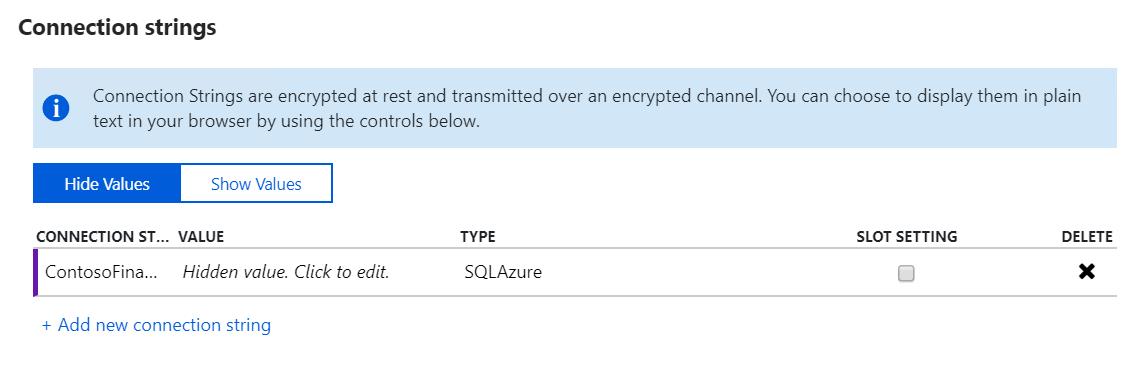 Connection strings
Connection Strings are encrypted at rest and transmitted over an encrypted channel. You can choose to display them in plain
text in your browser by using the controls below.
Hide Values Show Values
CONNECTION ST... VALUE TYPE SLOT SETTING DELETE
ContosoFina... Hidden value. Click to edit. SQLAzure
+ Add new connection string